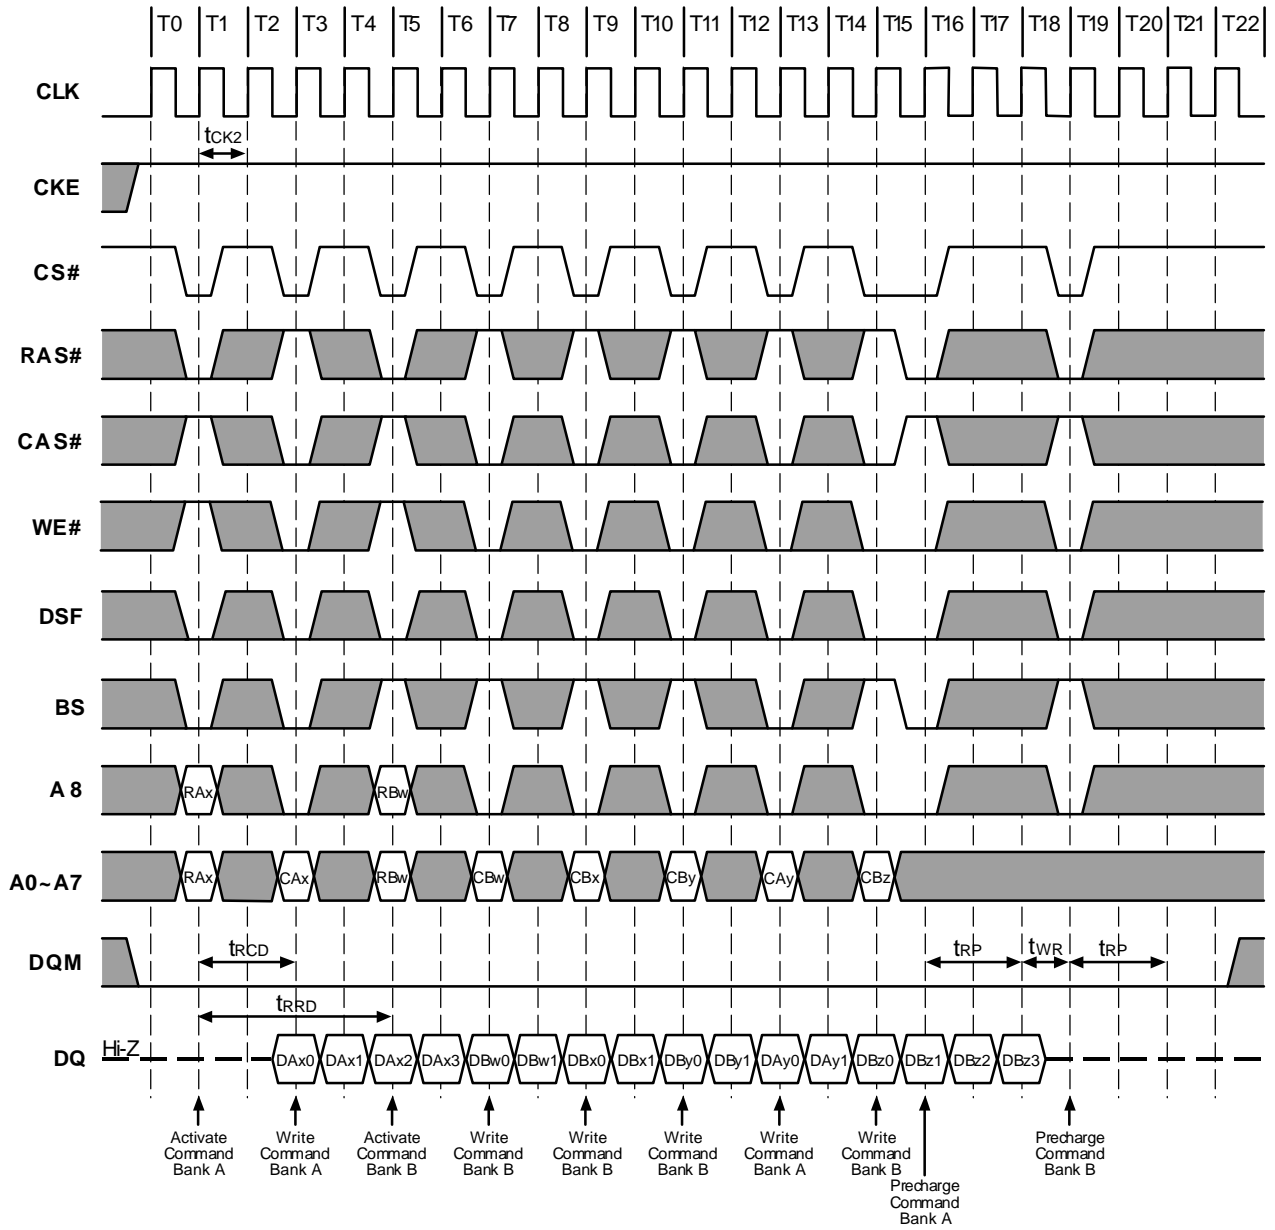 T0 T1 T2 T3 T4 T5 T6 T7 T8 T9 T10 T11 T12 T13 T14 T15 T16 T17 T18 T19 T20 T21 T22
CLK
tCK2
CKE
CS#
RAS#
CAS#
WE#
DSF
BS
A8
RAx RBw
A0~A7
RAx CAx RBw CBw CBx CBy CAy CBz
DQM
tRCD tRP tWR tRP
tRRD
DQ
Hi-Z
DAx0 DAx1 DAx2 DAx3 DBw0 DBw1 DBx0 DBx1 DBy0 DBy1 DAy0 DAy1 DBz0 DBz1 DBz2 DBz3
Activate
Command
Bank A
Write
Command
Bank A
Activate
Command
Bank B
Write
Command
Bank B
Write
Command
Bank B
Write
Command
Bank B
Write
Command
Bank A
Write
Command
Bank B
Precharge
Command
Bank A
Precharge
Command
Bank B